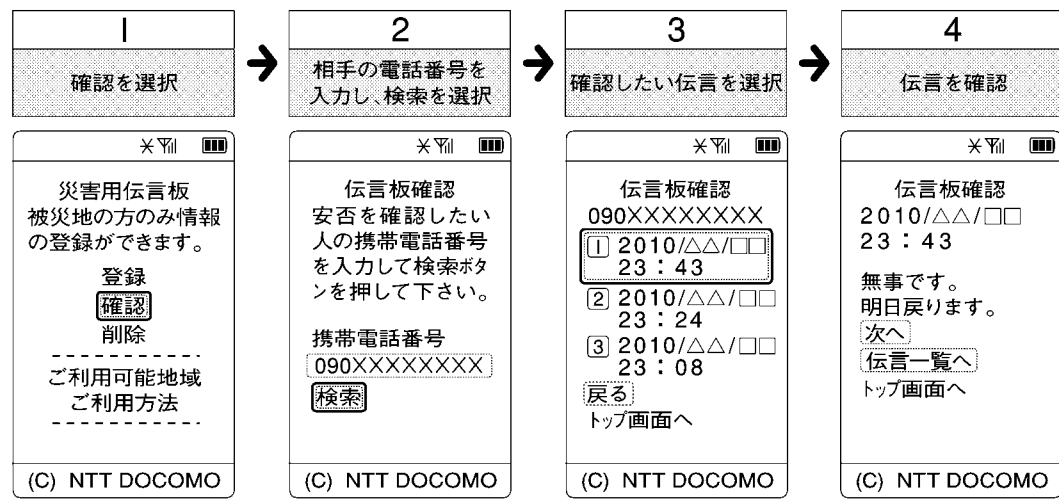 1
確認を選択
災害用伝言板
被災地の方のみ情報
の登録ができます。
登録
確認
削除
ご利用可能地域
ご利用方法
(C) NTT DOCOMO
2
相手の電話番号を
入力し、検索を選択
伝言板確認
安否を確認したい
人の携帯電話番号
を入力して検索ボタ
ンを押して下さい。
携帯電話番号
090XXXXXXXX
検索
(C) NTT DOCOMO
3
確認したい伝言を選択
伝言板確認
090XXXXXXXX
1 2010/△△/□□
23：43
2 2010/△△/□□
23：24
3 2010/△△/□□
23：08
戻る
トップ画面へ
(C) NTT DOCOMO
4
伝言を確認
伝言板確認
2010/△△/□□
23：43
無事です。
明日戻ります。
次へ
伝言一覧へ
トップ画面へ
(C) NTT DOCOMO